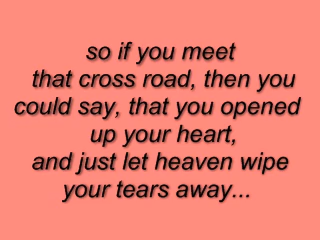 so if you meet
that cross road, then you
could say, that you opened
up your heart,
and just let heaven wipe
your tears away...